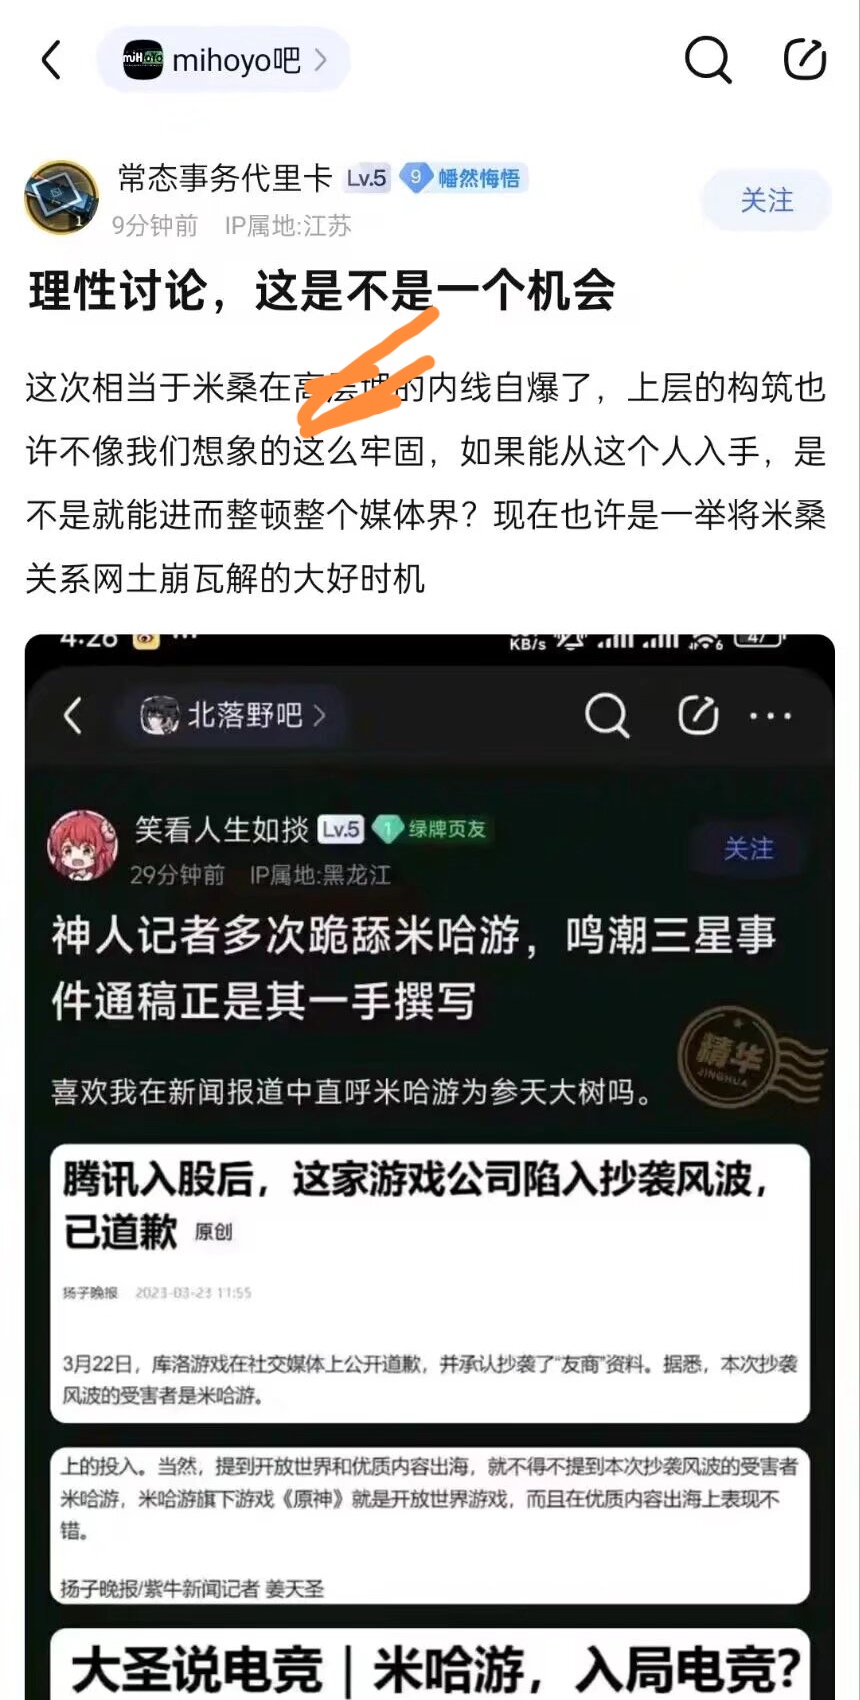 mihoyo吧
常态事务代里卡 Lv.5 9 幡然悔悟
9分钟前 IP属地:江苏
关注
理性讨论，这是不是一个机会
这次相当于米桑在高层埋的内线自爆了，上层的构筑也
许不像我们想象的这么牢固，如果能从这个人入手，是
不是就能进而整顿整个媒体界？现在也许是一举将米桑
关系网土崩瓦解的大好时机
4:26
KB/s 6 47
北落野吧
笑看人生如掞 Lv.5 1 绿牌页友
29分钟前 IP属地:黑龙江
关注
神人记者多次跪舔米哈游，鸣潮三星事
件通稿正是其一手撰写
精华
JINGHUA
喜欢我在新闻报道中直呼米哈游为参天大树吗。
腾讯入股后，这家游戏公司陷入抄袭风波，
已道歉 原创
扬子晚报 2023-03-23 11:55
3月22日，库洛游戏在社交媒体上公开道歉，并承认抄袭了“友商”资料。据悉，本次抄袭
风波的受害者是米哈游。
上的投入。当然，提到开放世界和优质内容出海，就不得不提到本次抄袭风波的受害者
米哈游，米哈游旗下游戏《原神》就是开放世界游戏，而且在优质内容出海上表现不
错。
扬子晚报/紫牛新闻记者 姜天圣
大圣说电竞｜米哈游，入局电竞？